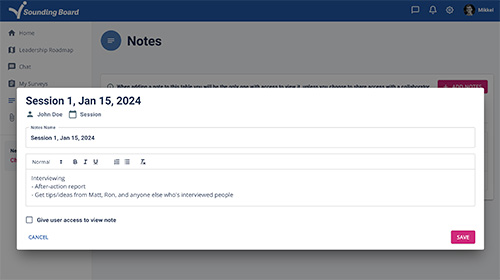 Sounding Board
Mikkel
Home
Leadership Roadmap
Chat
My Surveys
Notes
When adding a note to this table you will be the only one with access to view it, unless you choose to share access with a collaborator.
ADD NOTES
Session 1, Jan 15, 2024
John Doe
Session
Notes Name
Session 1, Jan 15, 2024
Normal
B I U
Interviewing
- After-action report
- Get tips/ideas from Matt, Ron, and anyone else who's interviewed people
Give user access to view note
CANCEL
SAVE